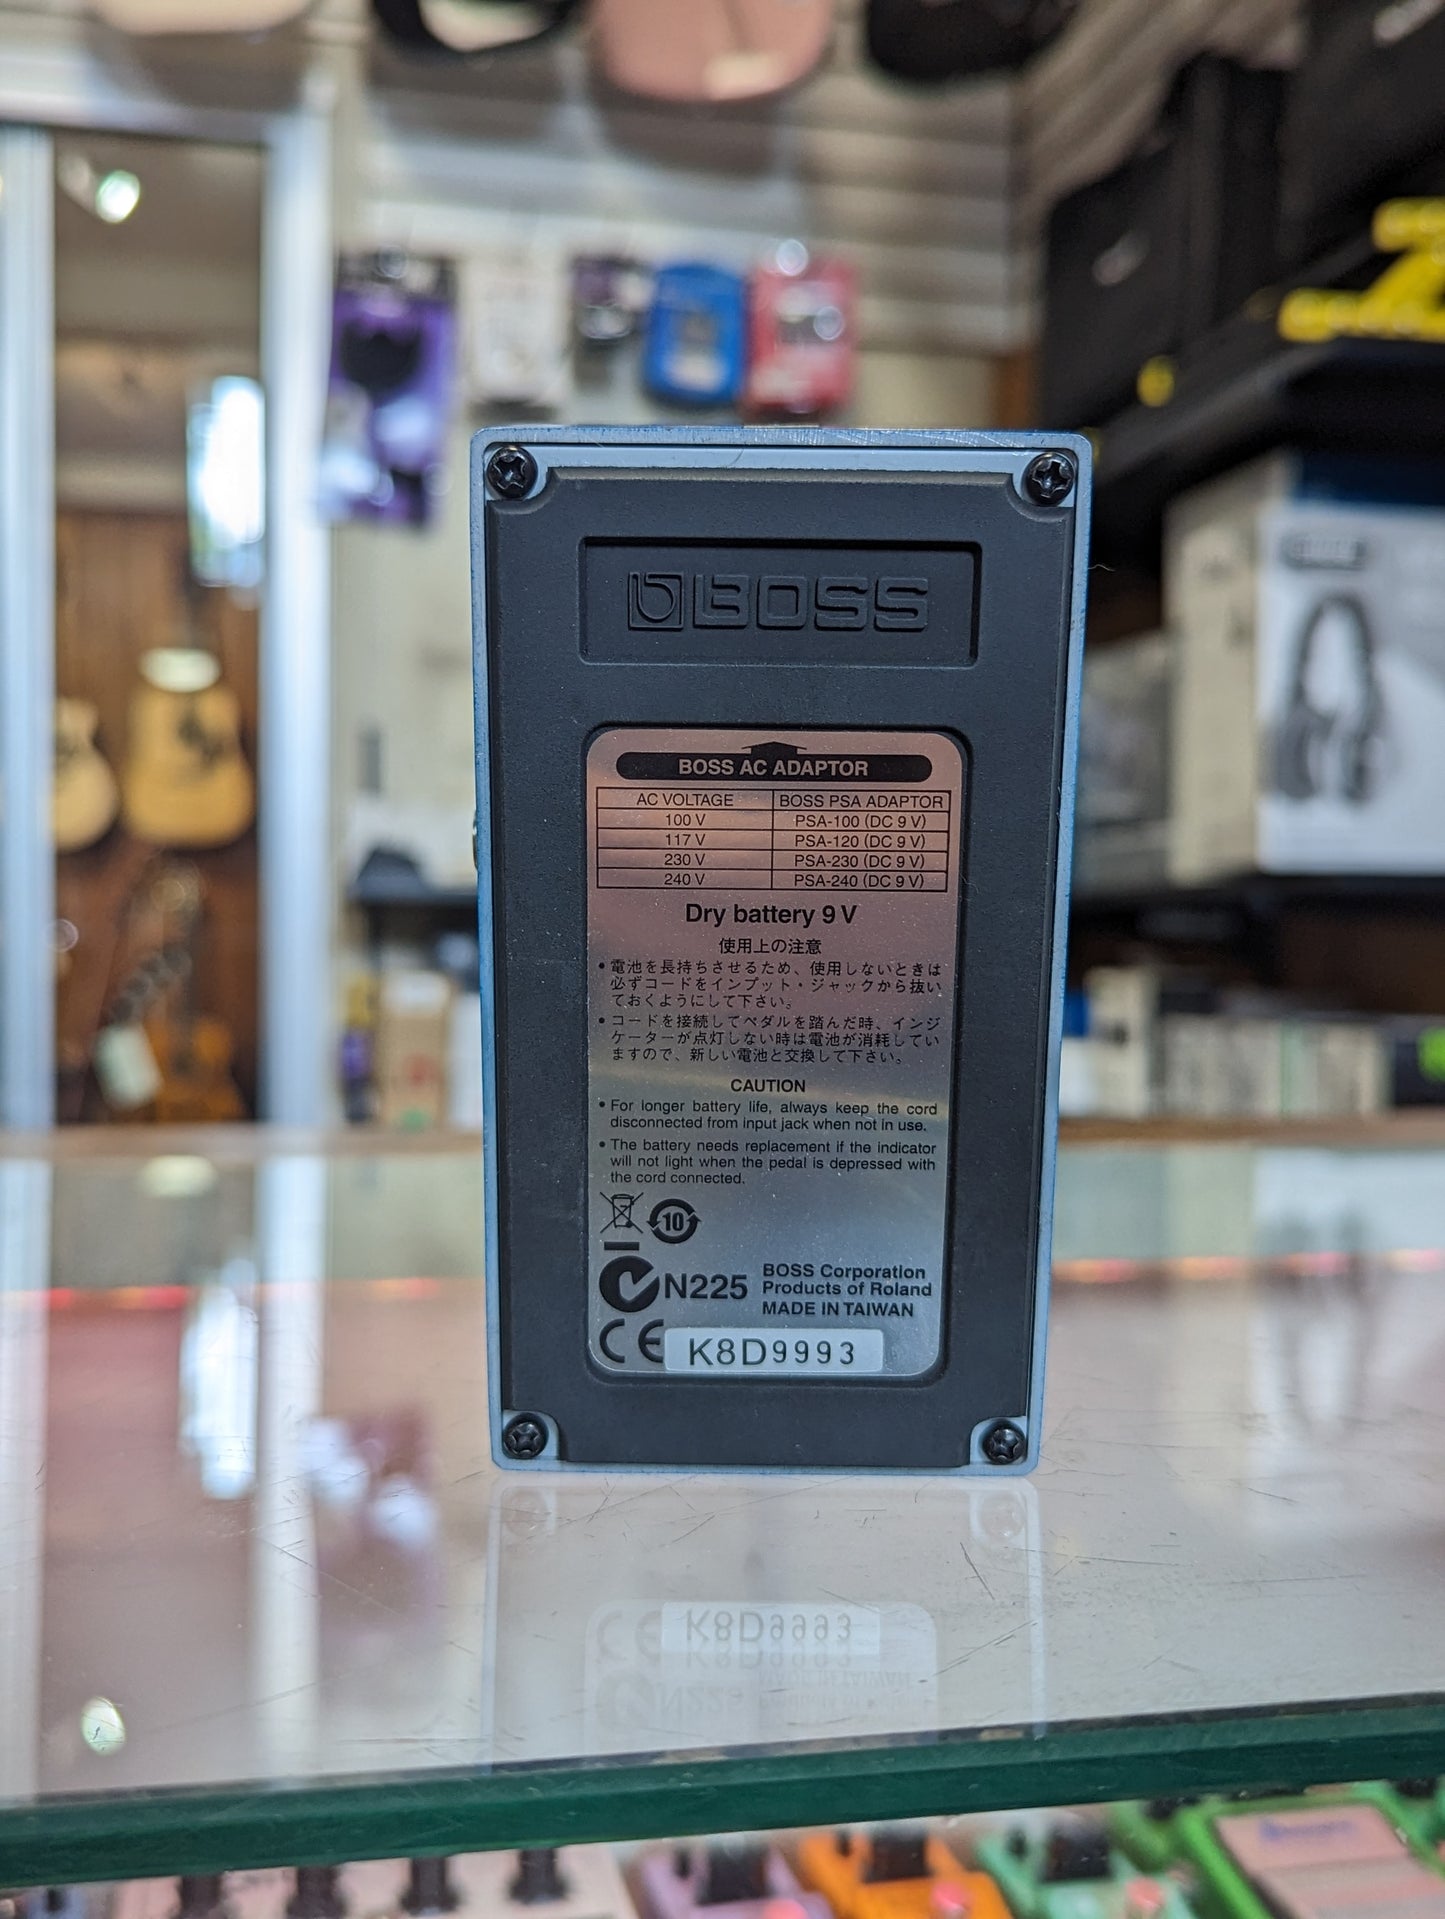 BOSS
BOSS AC ADAPTOR
AC VOLTAGE BOSS PSA ADAPTOR
100 V PSA-100 (DC 9 V)
117 V PSA-120 (DC 9 V)
230 V PSA-230 (DC 9 V)
240 V PSA-240 (DC 9 V)
Dry battery 9 V
使用上の注意
• 電池を長持ちさせるため、使用しないときは
必ずコードをインプット・ジャックから抜い
ておくようにして下さい。
• コードを接続してペダルを踏んだ時、インジ
ケーターが点灯しない時は電池が消耗してい
ますので、新しい電池と交換して下さい。
CAUTION
• For longer battery life, always keep the cord
disconnected from input jack when not in use.
• The battery needs replacement if the indicator
will not light when the pedal is depressed with
the cord connected.
10
N225
BOSS Corporation
Products of Roland
MADE IN TAIWAN
CE K8D9993